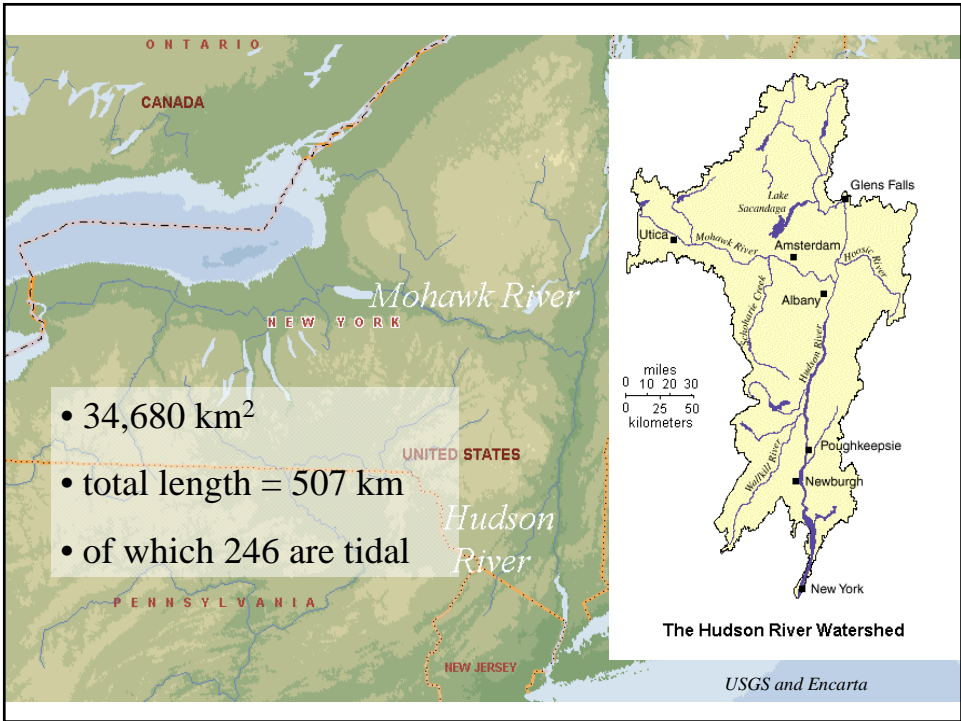 ONTARIO
CANADA
Mohawk River
NEW YORK
• 34,680 km²
• total length = 507 km
• of which 246 are tidal
UNITED STATES
Hudson
River
PENNSYLVANIA
NEW JERSEY
Glens Falls
Lake
Sacandaga
Utica
Mohawk River
Amsterdam
Hoosic River
Albany
Schoharie Creek
Hudson River
miles
0 10 20 30
0 25 50
kilometers
Poughkeepsie
Wallkill River
Newburgh
New York
The Hudson River Watershed
USGS and Encarta